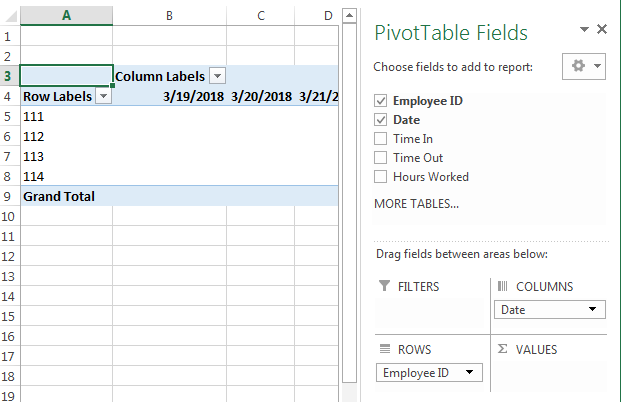 A B C D
1
2
3 Column Labels
4 Row Labels 3/19/2018 3/20/2018 3/21/2
5 111
6 112
7 113
8 114
9 Grand Total
10
11
12
13
14
15
16
17
18
19
PivotTable Fields
Choose fields to add to report:
Employee ID
Date
Time In
Time Out
Hours Worked
MORE TABLES...
Drag fields between areas below:
FILTERS
COLUMNS
Date
ROWS
Employee ID
Σ VALUES